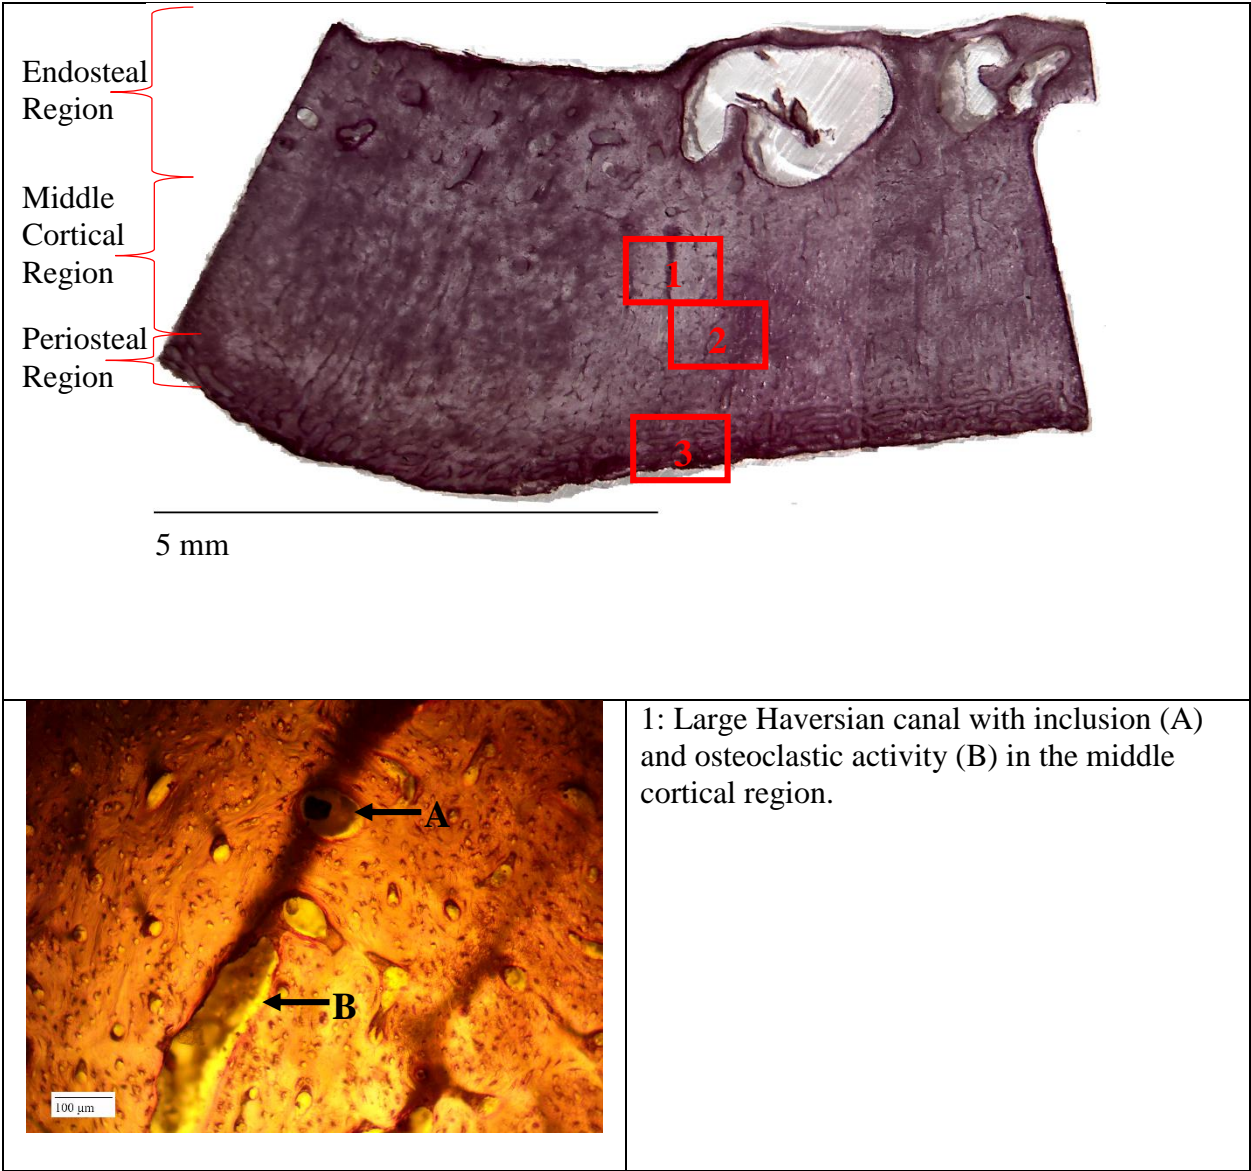 Endosteal
Region
Middle
Cortical
Region
Periosteal
Region
1
2
3
5 mm
A
B
100 μm
1: Large Haversian canal with inclusion (A)
and osteoclastic activity (B) in the middle
cortical region.